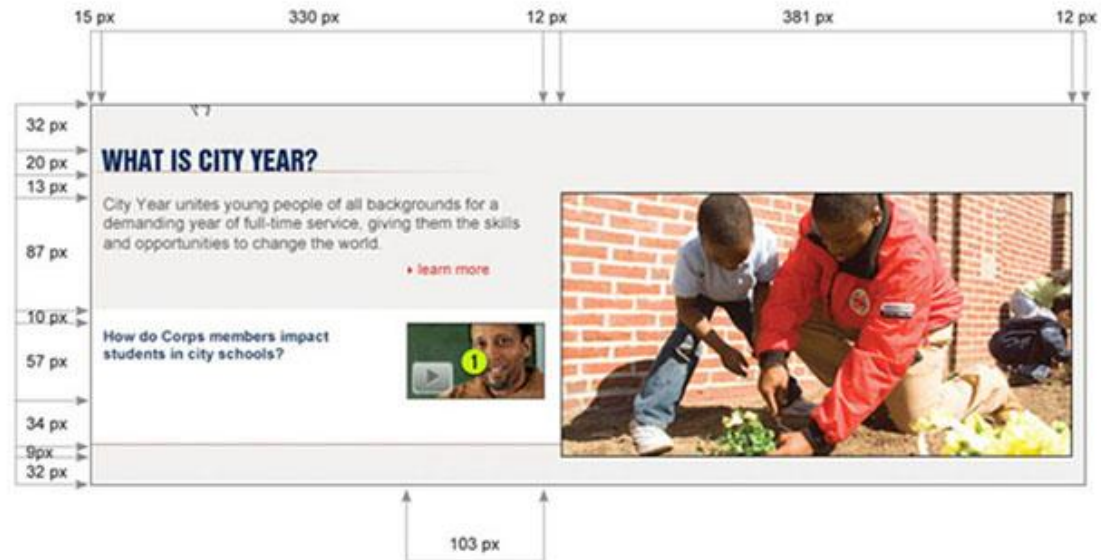 15 px 330 px 12 px 381 px 12 px
32 px
20 px
13 px
87 px
10 px
57 px
34 px
9px
32 px
WHAT IS CITY YEAR?
City Year unites young people of all backgrounds for a
demanding year of full-time service, giving them the skills
and opportunities to change the world.
learn more
How do Corps members impact
students in city schools?
1
103 px